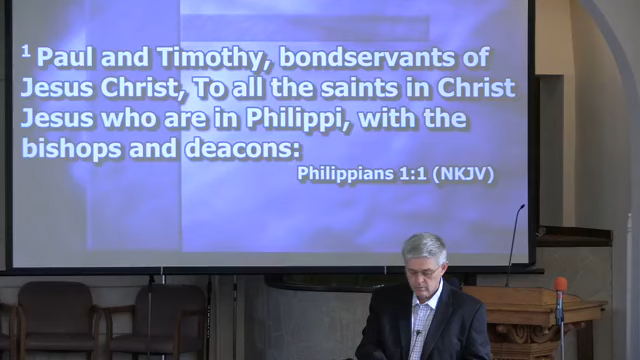 1 Paul and Timothy, bondservants of
Jesus Christ, To all the saints in Christ
Jesus who are in Philippi, with the
bishops and deacons:
Philippians 1:1 (NKJV)